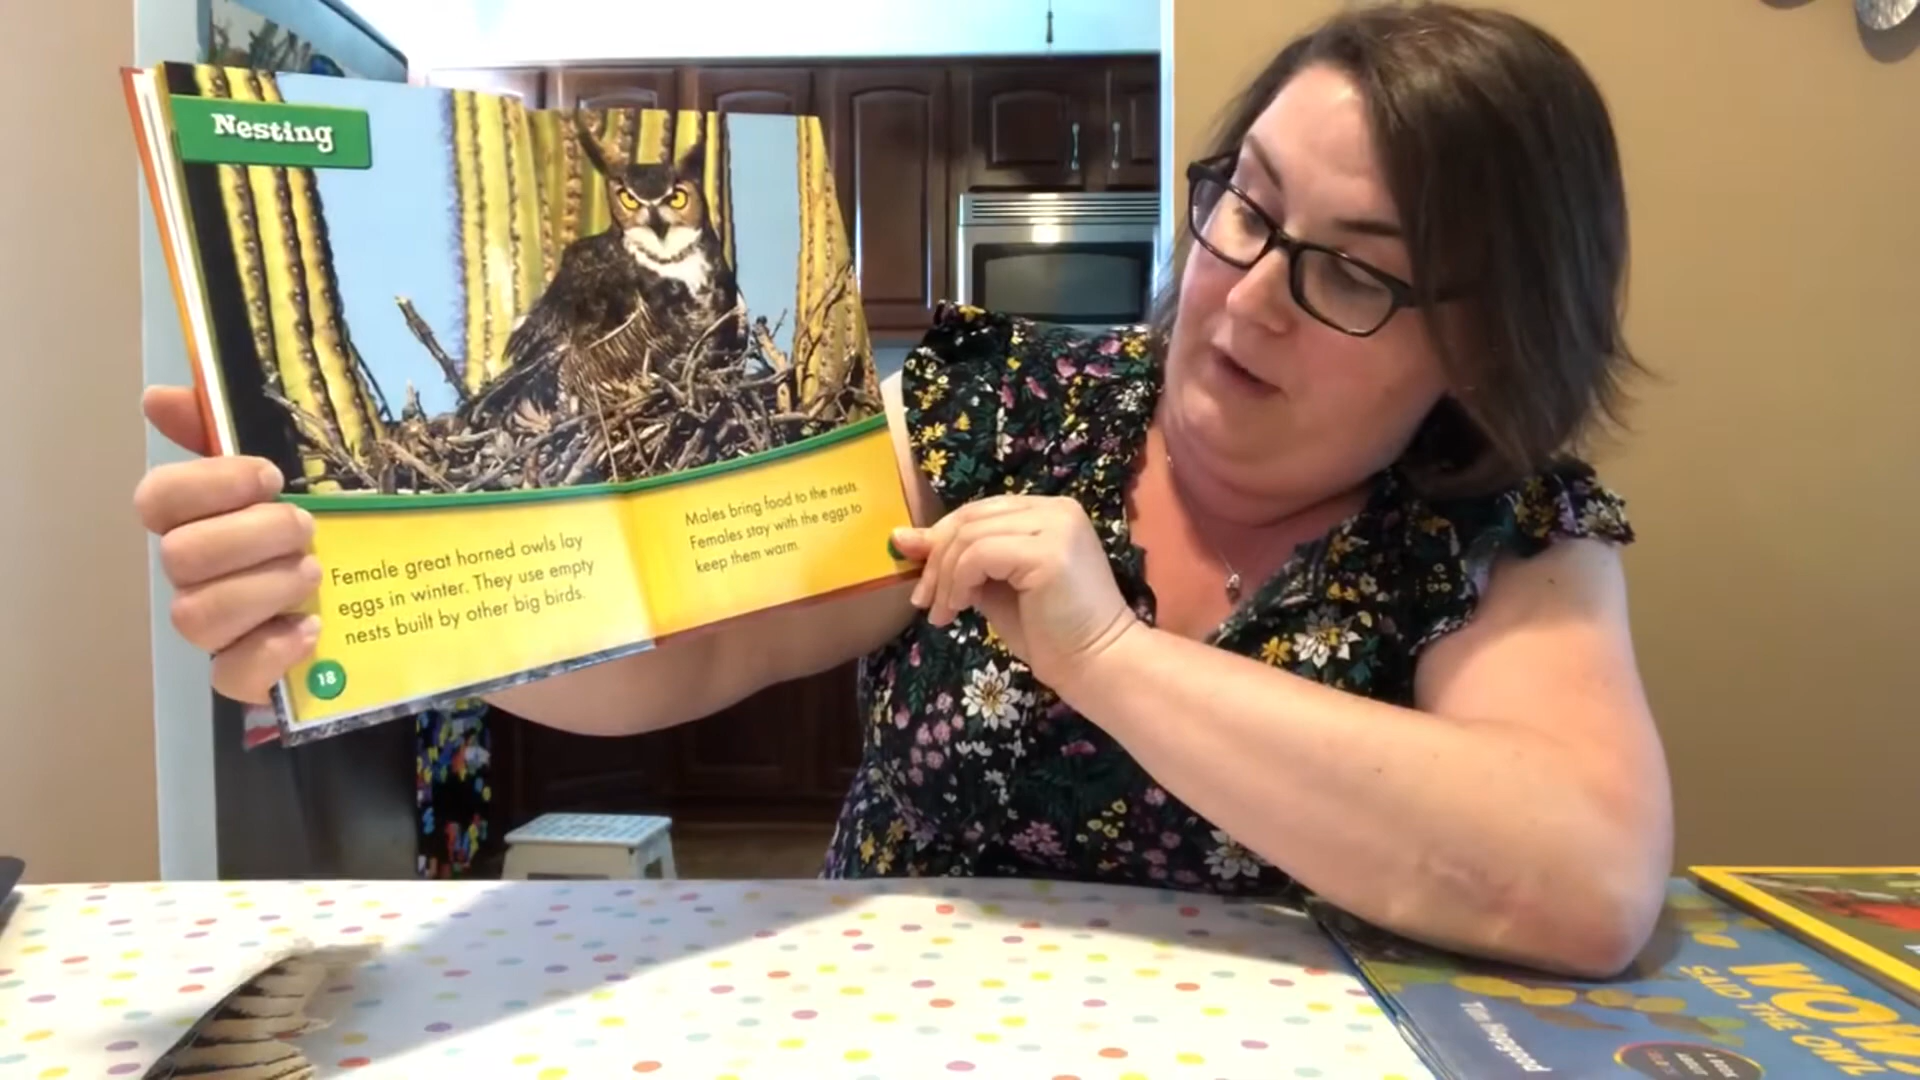 Nesting
Female great horned owls lay
eggs in winter. They use empty
nests built by other big birds.
18
Males bring food to the nests.
Females stay with the eggs to
keep them warm.
WOW!
SAID THE OWL
Tim Hopgood